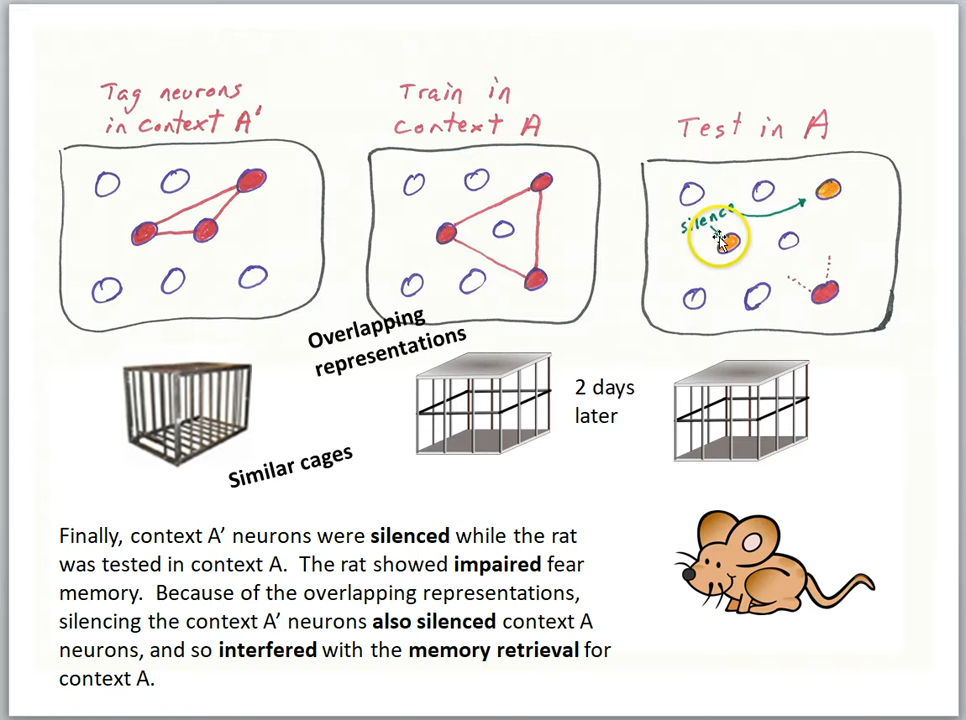 Tag neurons
in context A'
Train in
context A
Test in A
silence
Overlapping
representations
2 days
later
Similar cages
Finally, context A’ neurons were silenced while the rat
was tested in context A.  The rat showed impaired fear
memory.  Because of the overlapping representations,
silencing the context A’ neurons also silenced context A
neurons, and so interfered with the memory retrieval for
context A.